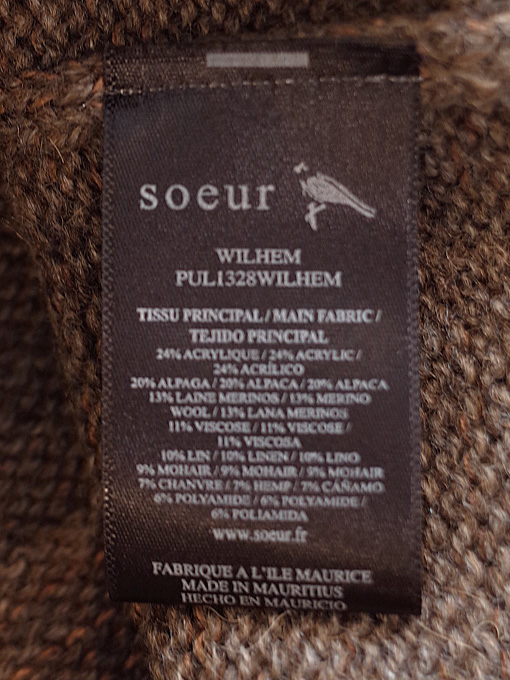 soeur
WILHEM
PUL1328WILHEM
TISSU PRINCIPAL / MAIN FABRIC /
TEJIDO PRINCIPAL
24% ACRYLIQUE / 24% ACRYLIC /
24% ACRÍLICO
20% ALPAGA / 20% ALPACA / 20% ALPACA
13% LAINE MERINOS / 13% MERINO
WOOL / 13% LANA MERINOS
11% VISCOSE / 11% VISCOSE /
11% VISCOSA
10% LIN / 10% LINEN / 10% LINO
9% MOHAIR / 9% MOHAIR / 9% MOHAIR
7% CHANVRE / 7% HEMP / 7% CÁÑAMO
6% POLYAMIDE / 6% POLYAMIDE /
6% POLIAMIDA
www.soeur.fr
FABRIQUE A L'ILE MAURICE
MADE IN MAURITIUS
HECHO EN MAURICIO